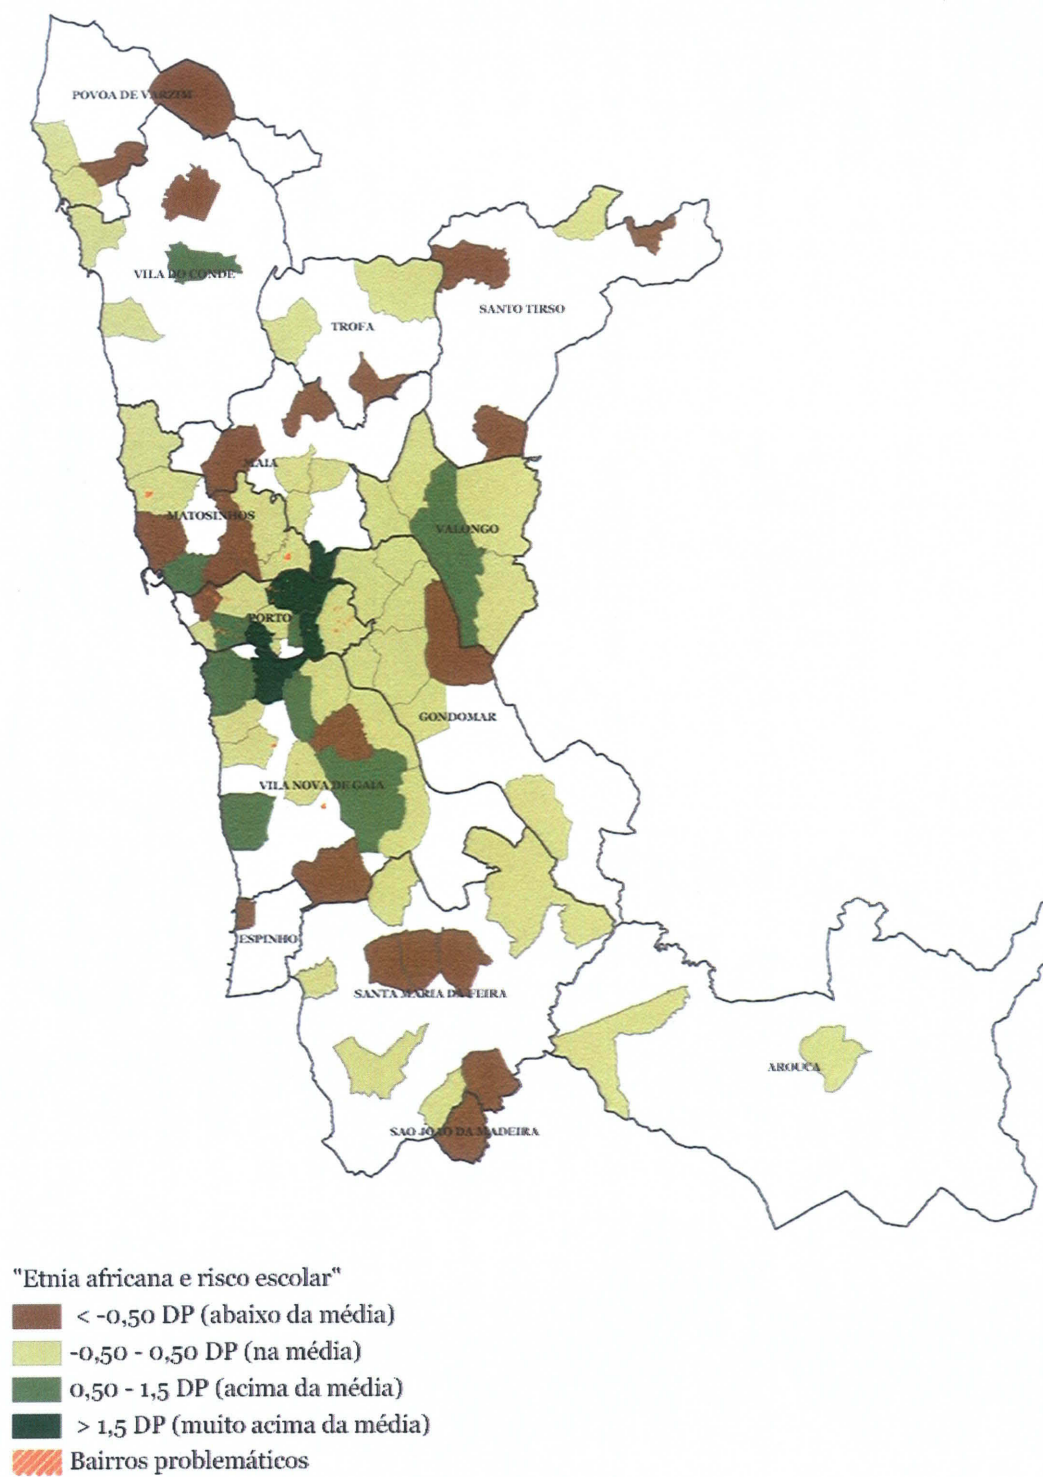 POVOA DE VARZIM
VILA DO CONDE
SANTO TIRSO
TROFA
MAIA
MATOSINHOS
VALONGO
PORTO
GONDOMAR
VILA NOVA DE GAIA
ESPINHO
SANTA MARIA DA FEIRA
AROUCA
SAO JOAO DA MADEIRA
"Etnia africana e risco escolar"
< -0,50 DP (abaixo da média)
-0,50 - 0,50 DP (na média)
0,50 - 1,5 DP (acima da média)
> 1,5 DP (muito acima da média)
Bairros problemáticos